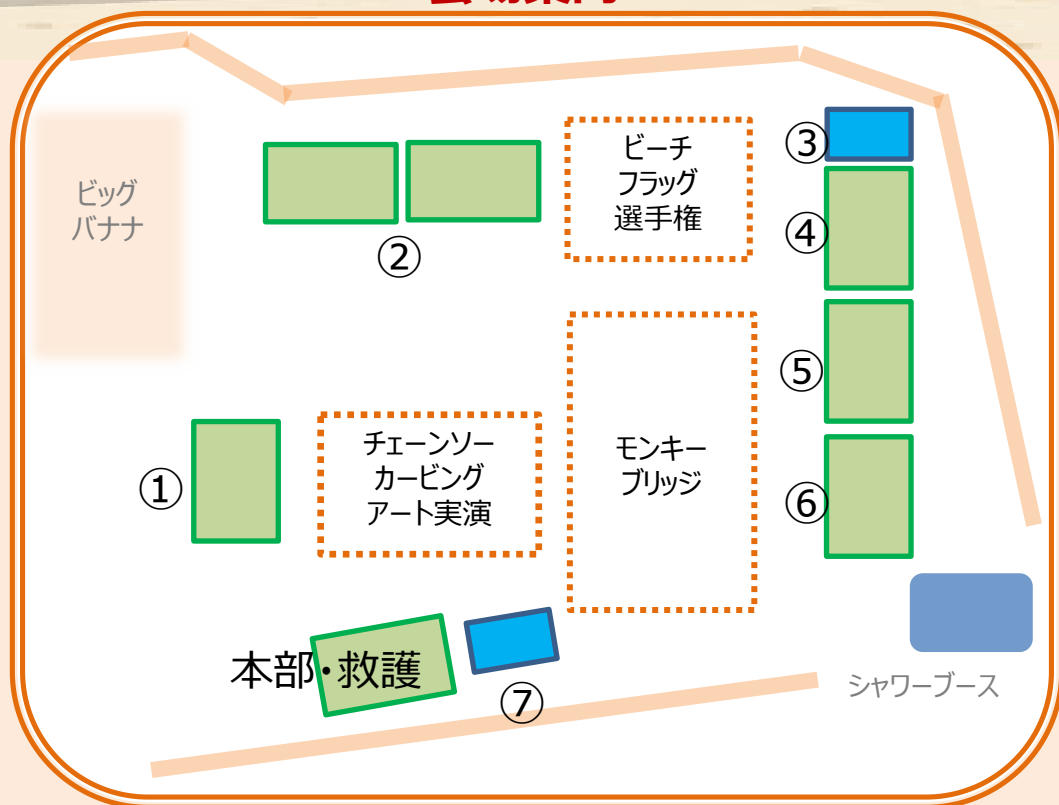 ビッグ
バナナ
②
ビーチ
フラッグ
選手権
③
④
⑤
⑥
①
チェーンソー
カービング
アート実演
モンキー
ブリッジ
本部・救護
⑦
シャワーブース